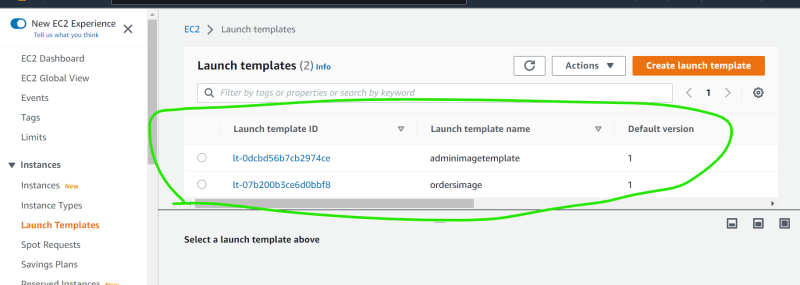 New EC2 Experience
Tell us what you think
EC2 Dashboard
EC2 Global View
Events
Tags
Limits
Instances
Instances New
Instance Types
Launch Templates
Spot Requests
Savings Plans
Reserved Instances New
EC2 > Launch templates
Launch templates (2) Info
Actions
Create launch template
Filter by tags or properties or search by keyword
1
Launch template ID Launch template name Default version
lt-0dcbd56b7cb2974ce adminimagetemplate 1
lt-07b200b3ce6d0bbf8 ordersimage 1
Select a launch template above